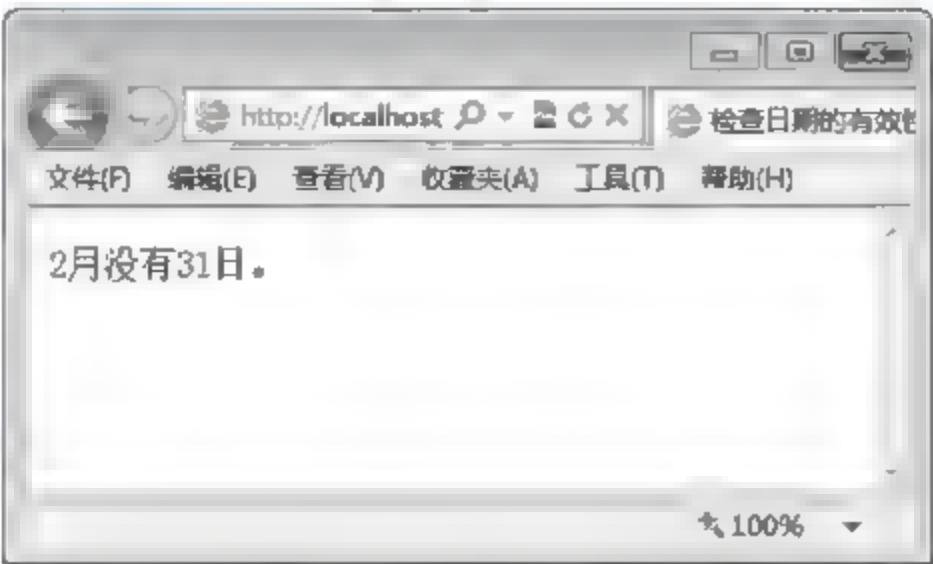 http://localhost
检查日期的有效性
文件(F) 编辑(E) 查看(V) 收藏夹(A) 工具(T) 帮助(H)
2月没有31日。
100%